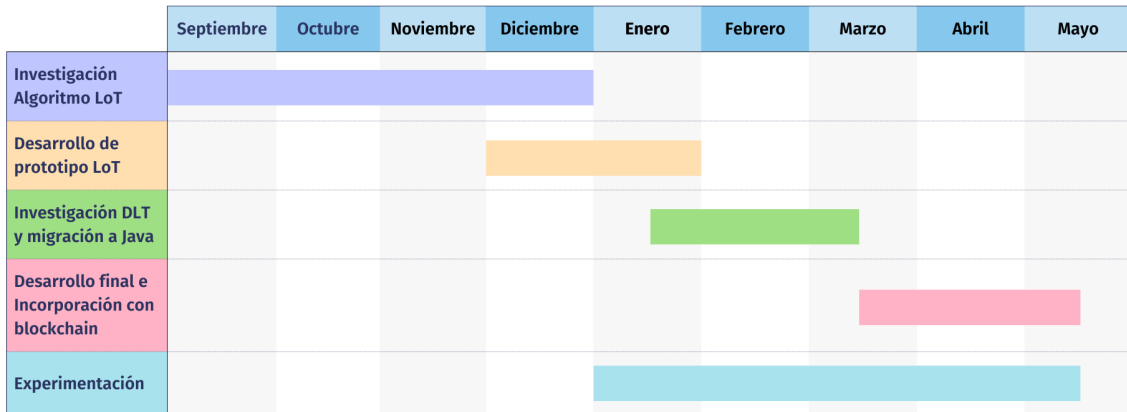 Septiembre Octubre Noviembre Diciembre Enero Febrero Marzo Abril Mayo
Investigación
Algoritmo LoT
Desarrollo de
prototipo LoT
Investigación DLT
y migración a Java
Desarrollo final e
Incorporación con
blockchain
Experimentación